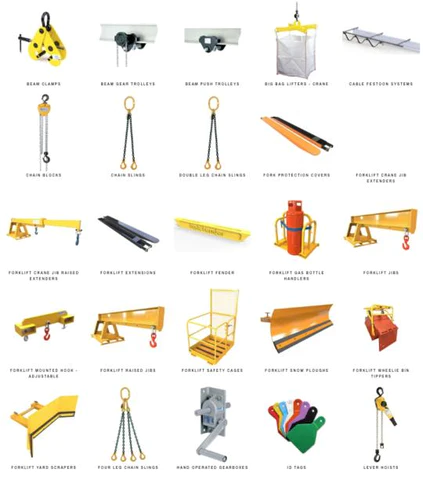 BEAM CLAMPS
BEAM GEAR TROLLEYS
BEAM PUSH TROLLEYS
BIG BAG LIFTERS - CRANE
CABLE FESTOON SYSTEMS
CHAIN BLOCKS
CHAIN SLINGS
DOUBLE LEG CHAIN SLINGS
FORK PROTECTION COVERS
FORKLIFT CRANE JIB
EXTENDERS
FORKLIFT CRANE JIB RAISED
EXTENDERS
FORKLIFT EXTENSIONS
FORKLIFT FENDER
FORKLIFT GAS BOTTLE
HANDLERS
FORKLIFT JIBS
FORKLIFT MOUNTED HOOK -
ADJUSTABLE
FORKLIFT RAISED JIBS
FORKLIFT SAFETY CAGES
FORKLIFT SNOW PLOUGHS
FORKLIFT WHEELIE BIN
TIPPERS
FORKLIFT YARD SCRAPERS
FOUR LEG CHAIN SLINGS
HAND OPERATED GEARBOXES
ID TAGS
LEVER HOISTS